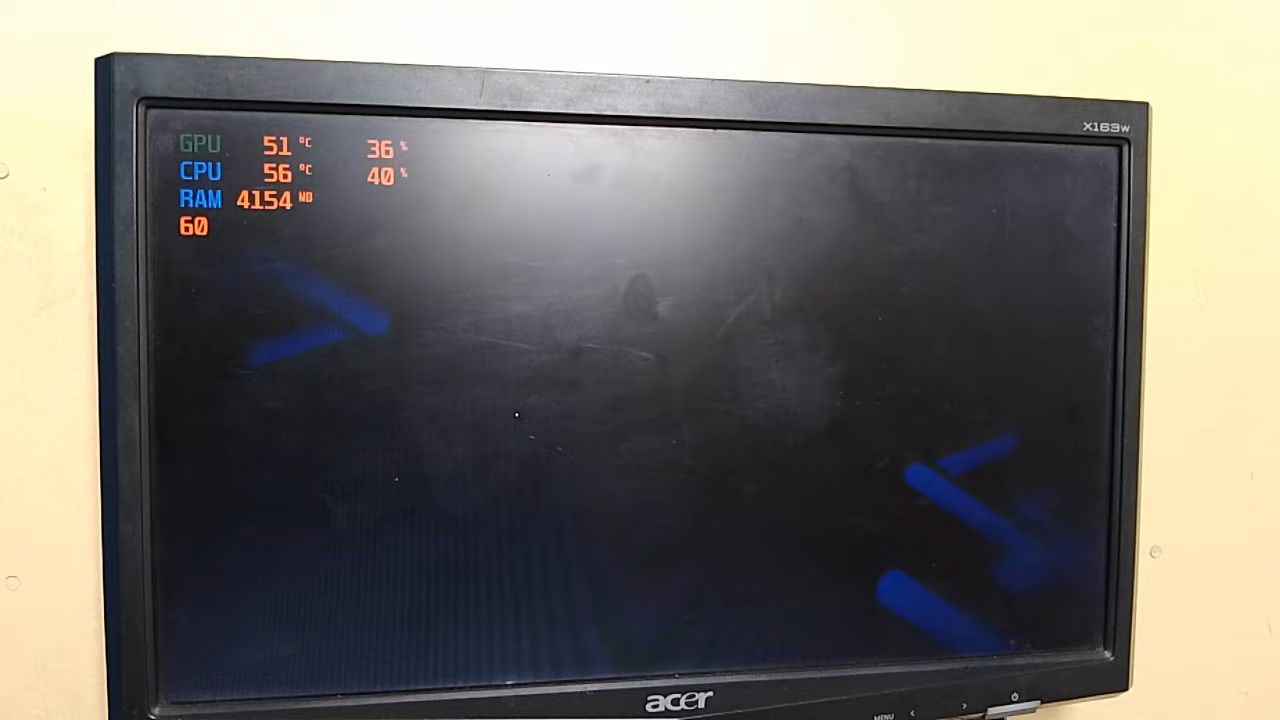 X163W
GPU 51 °C 36 %
CPU 56 °C 40 %
RAM 4154 MB
60
acer
MENU < >